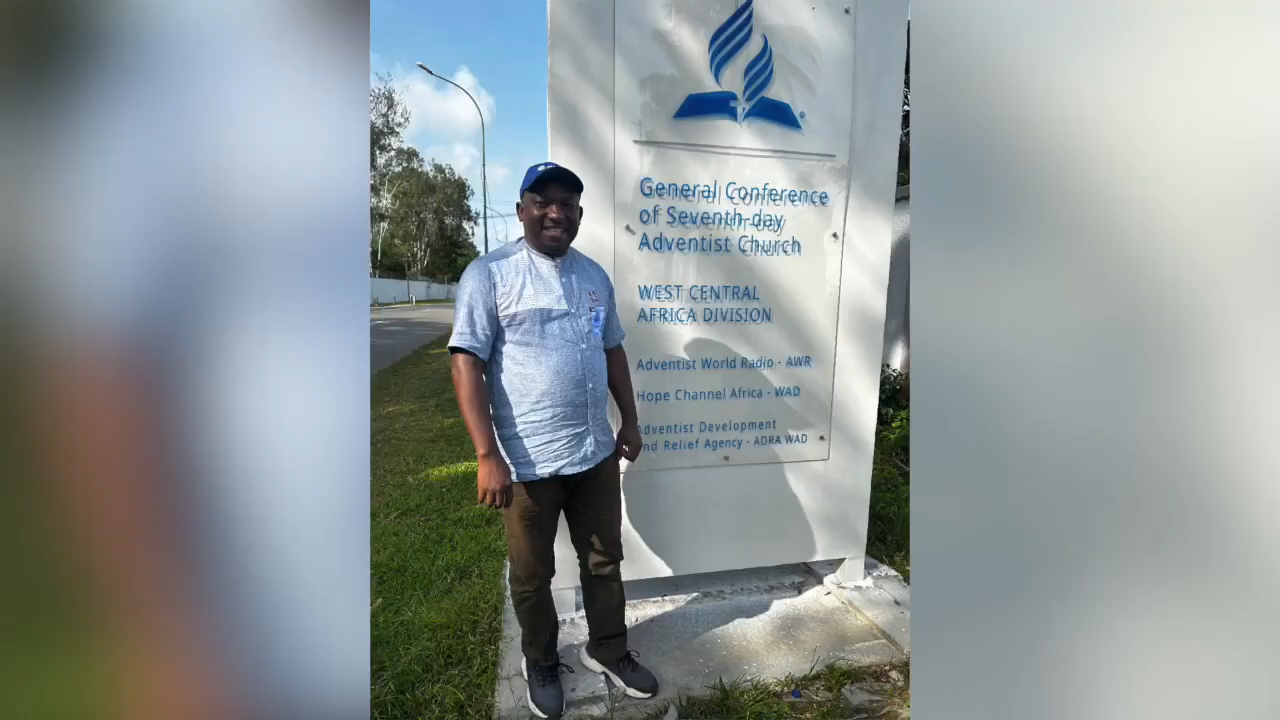 General Conference
of Seventh-day
Adventist Church
WEST CENTRAL
AFRICA DIVISION
Adventist World Radio - AWR
Hope Channel Africa - WAD
Adventist Development
nd Relief Agency - ADRA WAD